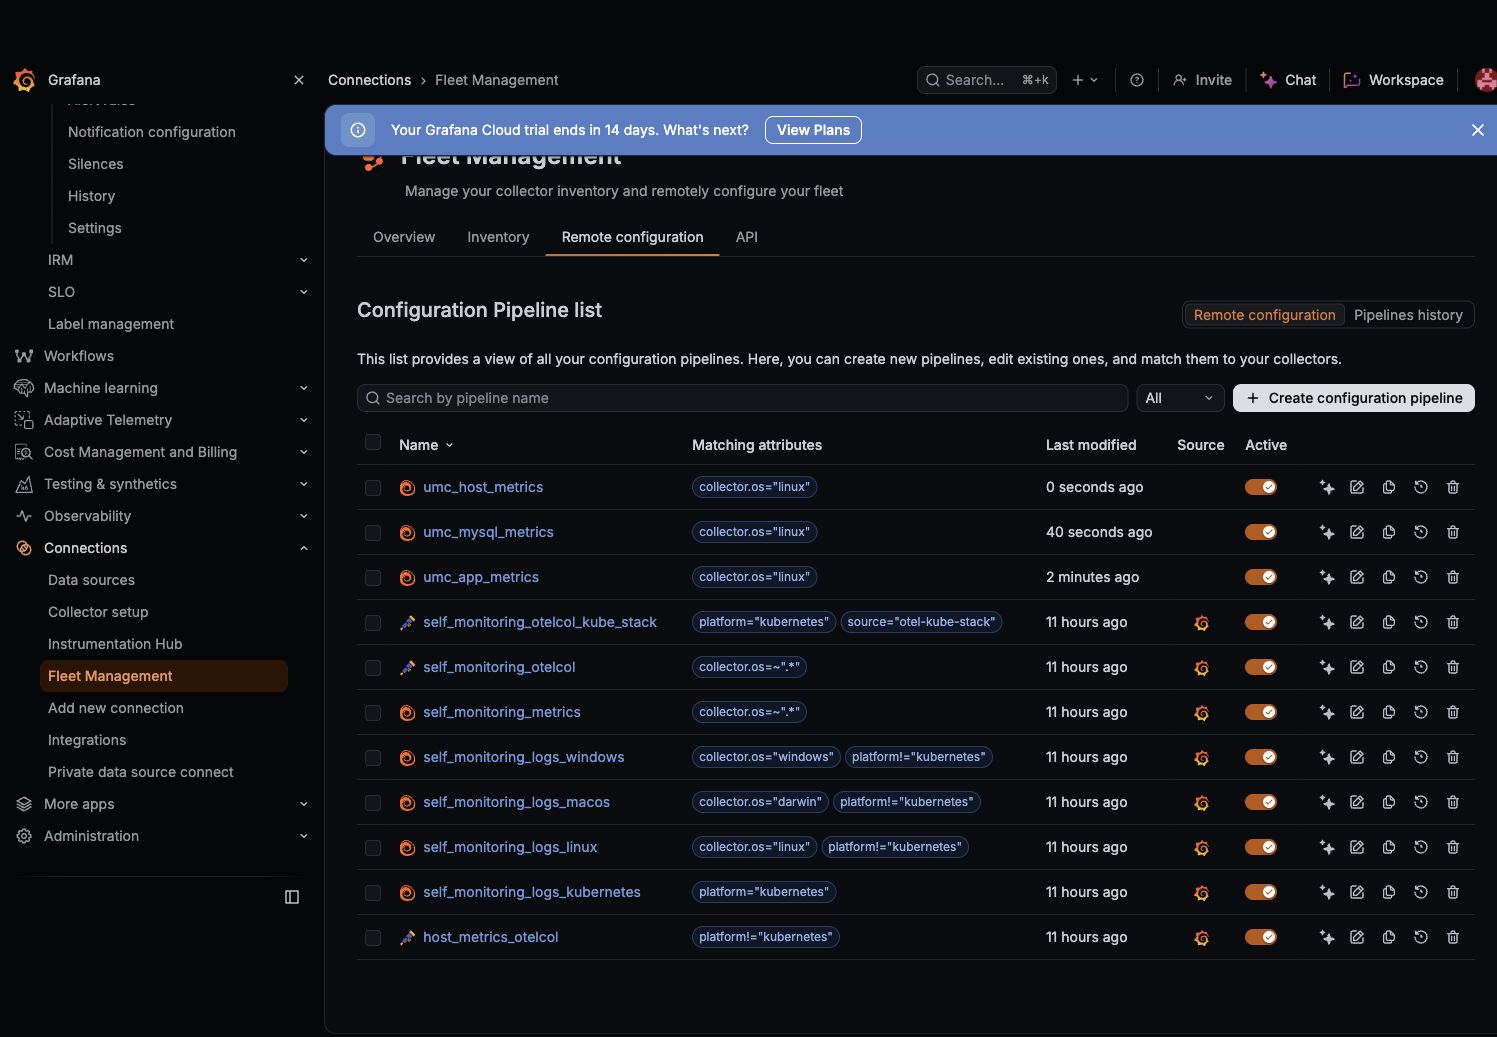 Grafana
Connections › Fleet Management
Search... ⌘+k
Invite
Chat
Workspace
Alert rules
Notification configuration
Silences
History
Settings
IRM
SLO
Label management
Workflows
Machine learning
Adaptive Telemetry
Cost Management and Billing
Testing & synthetics
Observability
Connections
Data sources
Collector setup
Instrumentation Hub
Fleet Management
Add new connection
Integrations
Private data source connect
More apps
Administration
Your Grafana Cloud trial ends in 14 days. What's next? View Plans
Fleet Management
Manage your collector inventory and remotely configure your fleet
Overview Inventory Remote configuration API
Configuration Pipeline list
Remote configuration Pipelines history
This list provides a view of all your configuration pipelines. Here, you can create new pipelines, edit existing ones, and match them to your collectors.
Search by pipeline name All + Create configuration pipeline
Name Matching attributes Last modified Source Active
umc_host_metrics collector.os="linux" 0 seconds ago
umc_mysql_metrics collector.os="linux" 40 seconds ago
umc_app_metrics collector.os="linux" 2 minutes ago
self_monitoring_otelcol_kube_stack platform="kubernetes" source="otel-kube-stack" 11 hours ago
self_monitoring_otelcol collector.os=~".*" 11 hours ago
self_monitoring_metrics collector.os=~".*" 11 hours ago
self_monitoring_logs_windows collector.os="windows" platform!="kubernetes" 11 hours ago
self_monitoring_logs_macos collector.os="darwin" platform!="kubernetes" 11 hours ago
self_monitoring_logs_linux collector.os="linux" platform!="kubernetes" 11 hours ago
self_monitoring_logs_kubernetes platform="kubernetes" 11 hours ago
host_metrics_otelcol platform!="kubernetes" 11 hours ago